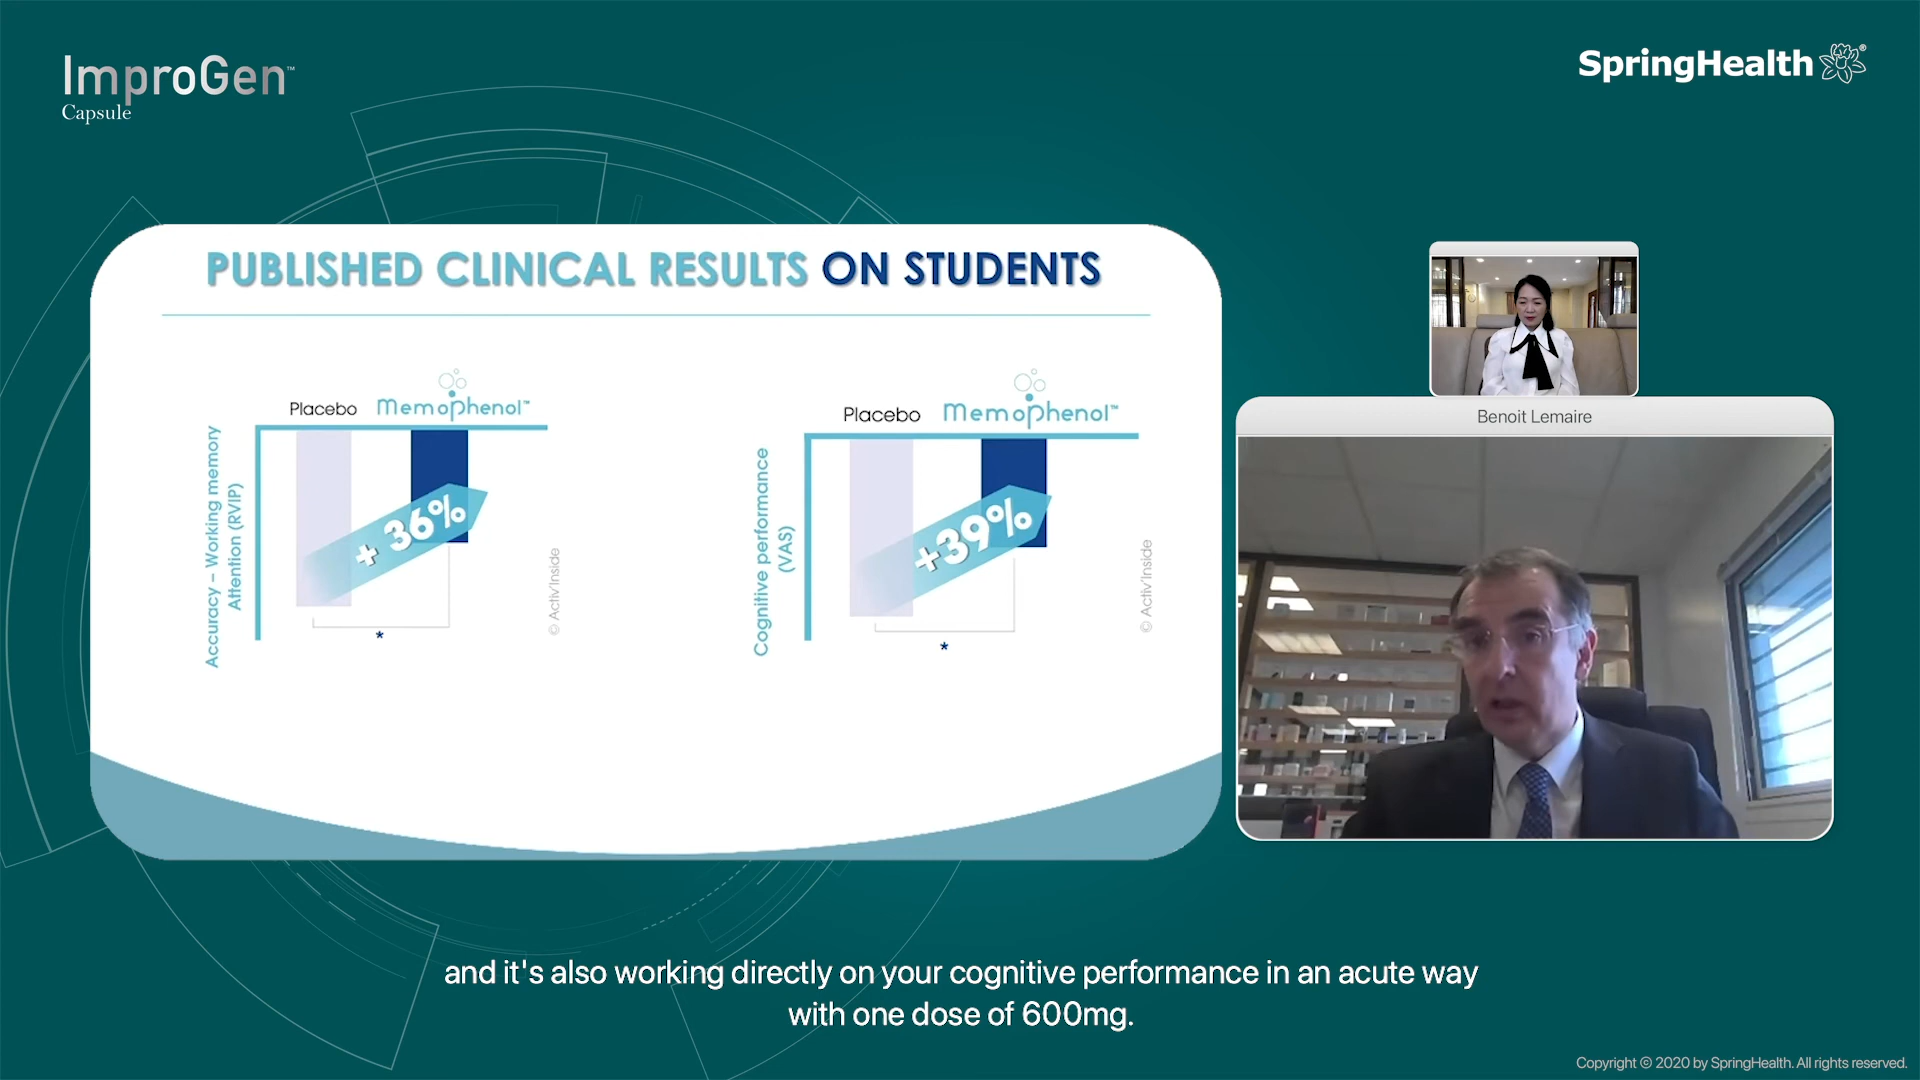 ImproGen™
Capsule
SpringHealth®
PUBLISHED CLINICAL RESULTS ON STUDENTS
Placebo
Memophenol™
Accuracy – Working memory
Attention (RVIP)
+ 36%
*
© Activ'Inside
Placebo
Memophenol™
Cognitive performance
(VAS)
+39%
*
© Activ'Inside
Benoit Lemaire
and it's also working directly on your cognitive performance in an acute way
with one dose of 600mg.
Copyright © 2020 by SpringHealth. All rights reserved.